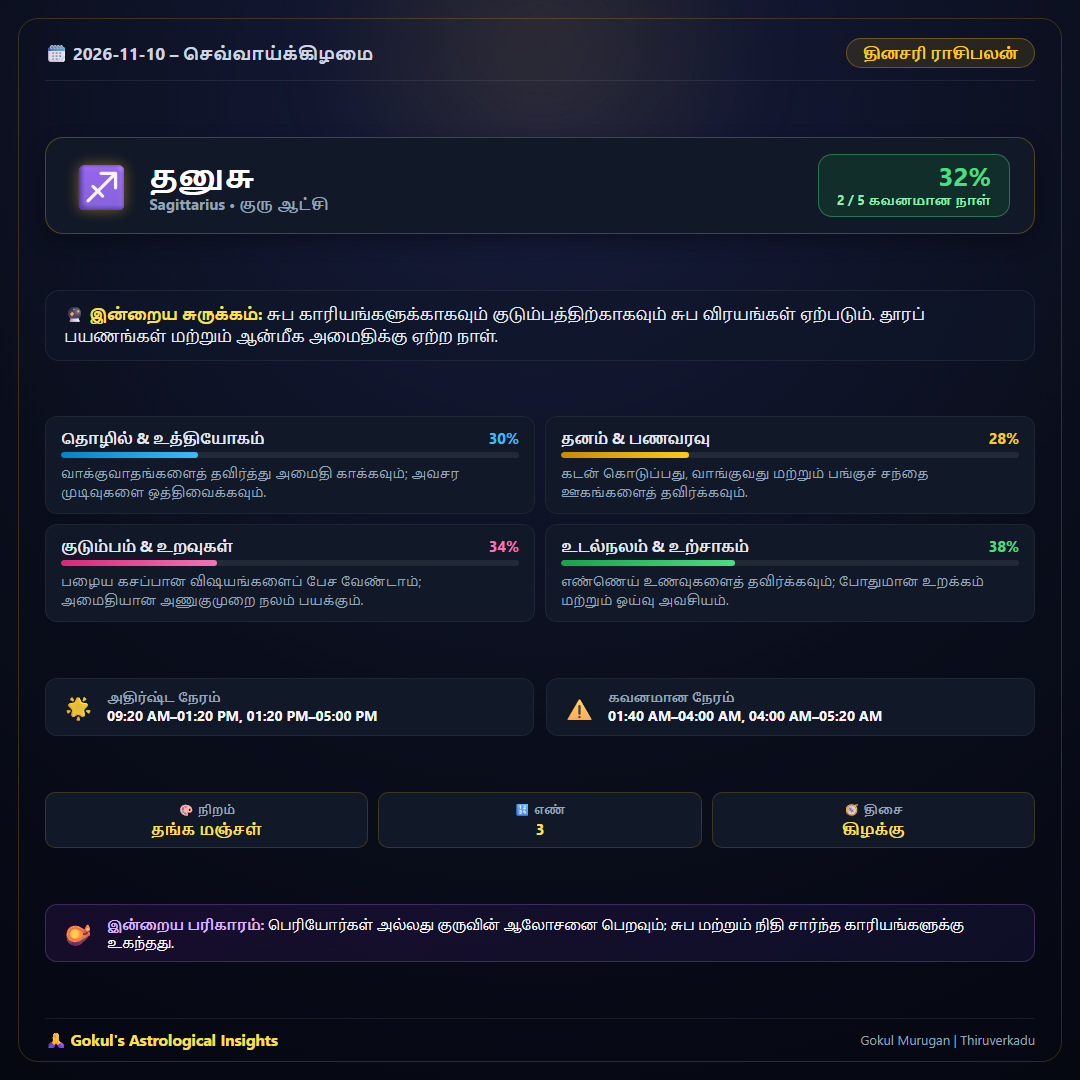 2026-11-10 – செவ்வாய்க்கிழமை
தினசரி ராசிபலன்
தனுசு
Sagittarius • குரு ஆட்சி
32%
2 / 5 கவனமான நாள்
இன்றைய சுருக்கம்: சுப காரியங்களுக்காகவும் குடும்பத்திற்காகவும் சுப விரயங்கள் ஏற்படும். தூரப்
பயணங்கள் மற்றும் ஆன்மீக அமைதிக்கு ஏற்ற நாள்.
தொழில் & உத்தியோகம்
30%
வாக்குவாதங்களைத் தவிர்த்து அமைதி காக்கவும்; அவசர
முடிவுகளை ஒத்திவைக்கவும்.
தனம் & பணவரவு
28%
கடன் கொடுப்பது, வாங்குவது மற்றும் பங்குச் சந்தை
ஊகங்களைத் தவிர்க்கவும்.
குடும்பம் & உறவுகள்
34%
பழைய கசப்பான விஷயங்களைப் பேச வேண்டாம்;
அமைதியான அணுகுமுறை நலம் பயக்கும்.
உடல்நலம் & உற்சாகம்
38%
எண்ணெய் உணவுகளைத் தவிர்க்கவும்; போதுமான உறக்கம்
மற்றும் ஓய்வு அவசியம்.
அதிர்ஷ்ட நேரம்
09:20 AM–01:20 PM, 01:20 PM–05:00 PM
கவனமான நேரம்
01:40 AM–04:00 AM, 04:00 AM–05:20 AM
நிறம்
தங்க மஞ்சள்
எண்
3
திசை
கிழக்கு
இன்றைய பரிகாரம்: பெரியோர்கள் அல்லது குருவின் ஆலோசனை பெறவும்; சுப மற்றும் நிதி சார்ந்த காரியங்களுக்கு
உகந்தது.
Gokul's Astrological Insights
Gokul Murugan | Thiruverkadu